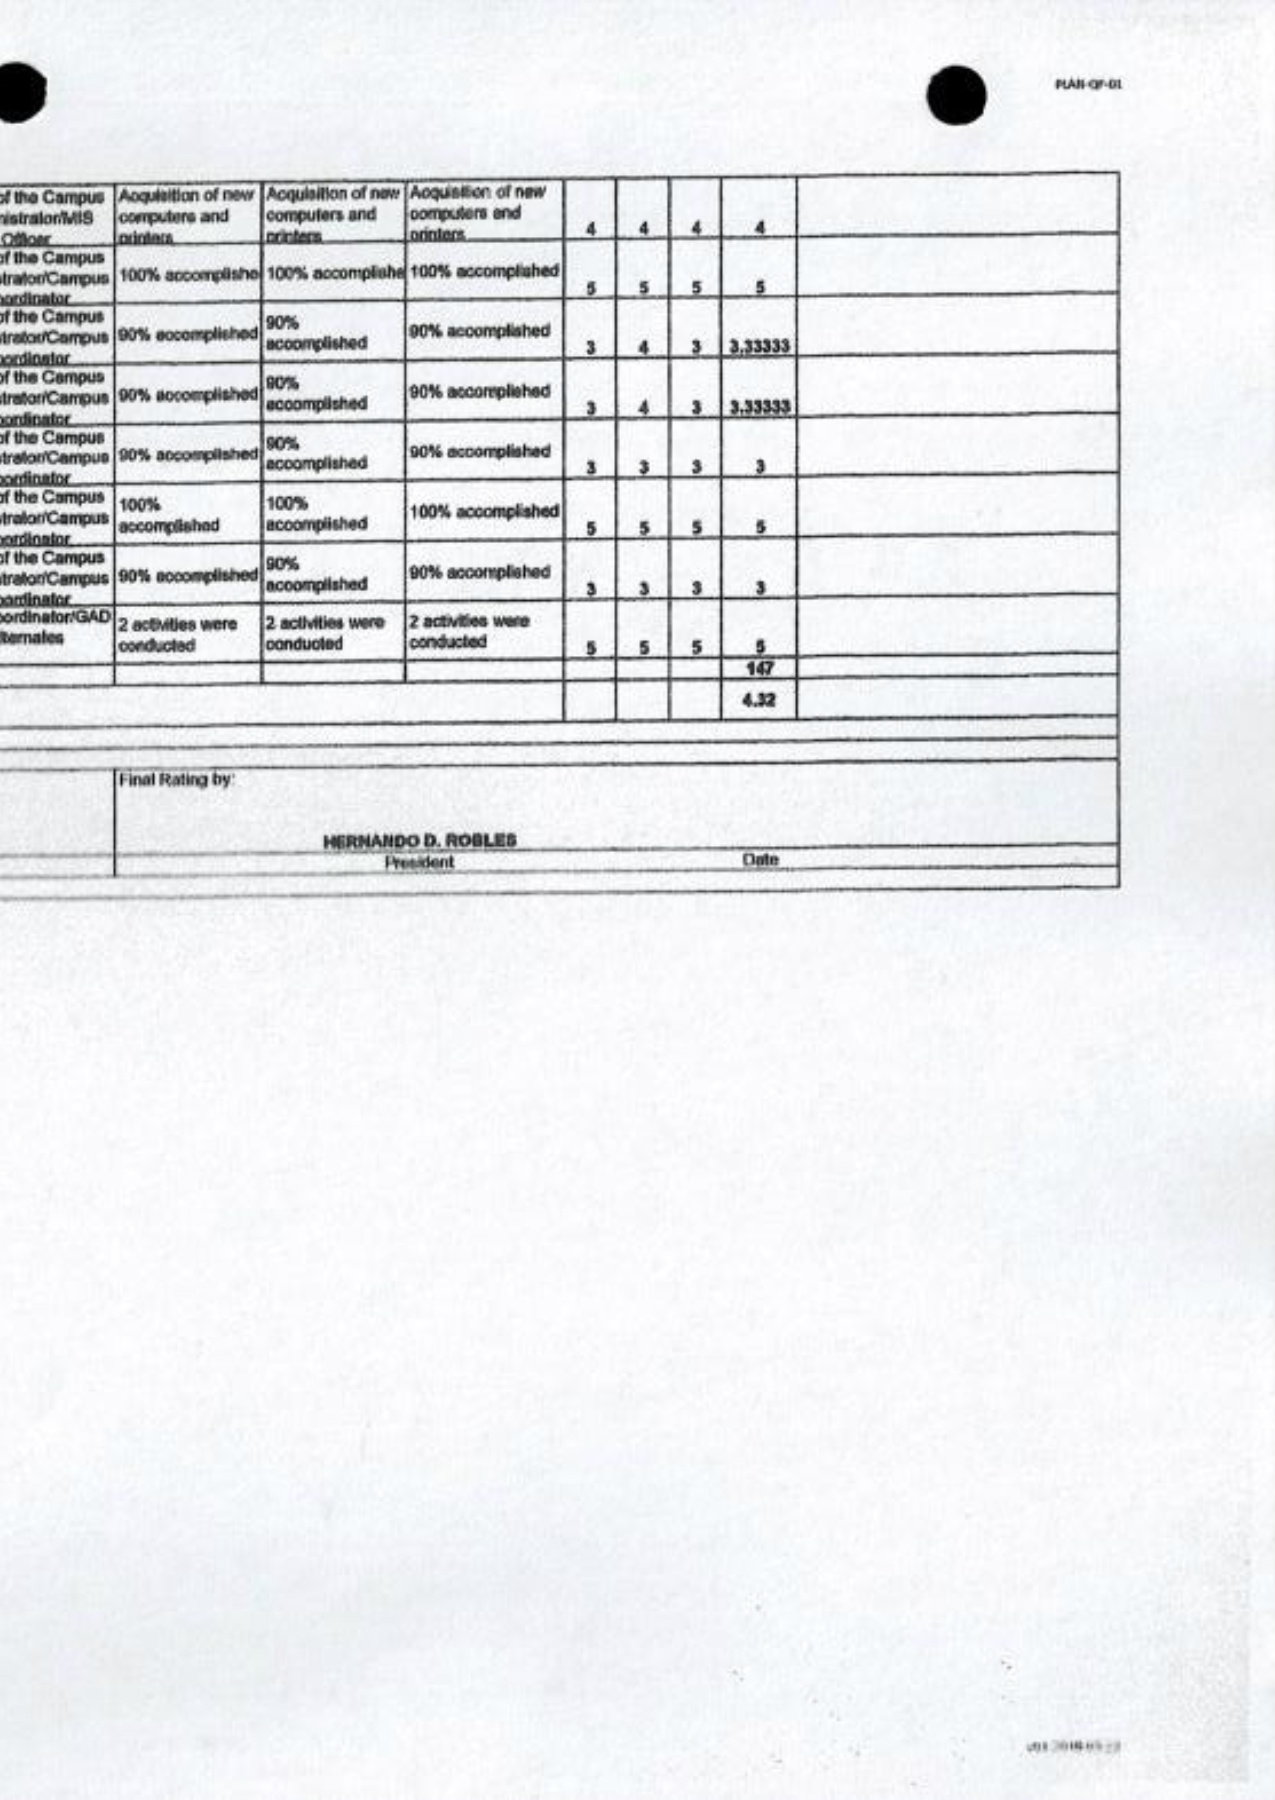 PLAN-QF-01
of the Campus Acquisition of new Acquisition of new Acquisition of new
nistrator/MIS computers and computers and computers and
Officer printers printers printers 4 4 4 4
of the Campus
trator/Campus 100% accomplishe 100% accomplishe 100% accomplished
oordinator 5 5 5 5
of the Campus 90%
trator/Campus 90% accomplished accomplished 90% accomplished
oordinator 3 4 3 3.33333
of the Campus 90%
trator/Campus 90% accomplished accomplished 90% accomplished
oordinator 3 4 3 3.33333
of the Campus 90%
trator/Campus 90% accomplished accomplished 90% accomplished
oordinator 3 3 3 3
of the Campus 100% 100%
trator/Campus accomplished accomplished 100% accomplished
oordinator 5 5 5 5
of the Campus 90%
trator/Campus 90% accomplished accomplished 90% accomplished
oordinator 3 3 3 3
oordinator/GAD 2 activities were 2 activities were 2 activities were
lternates conducted conducted conducted 5 5 5 5
147
4.32
Final Rating by:
HERNANDO D. ROBLES
President Date